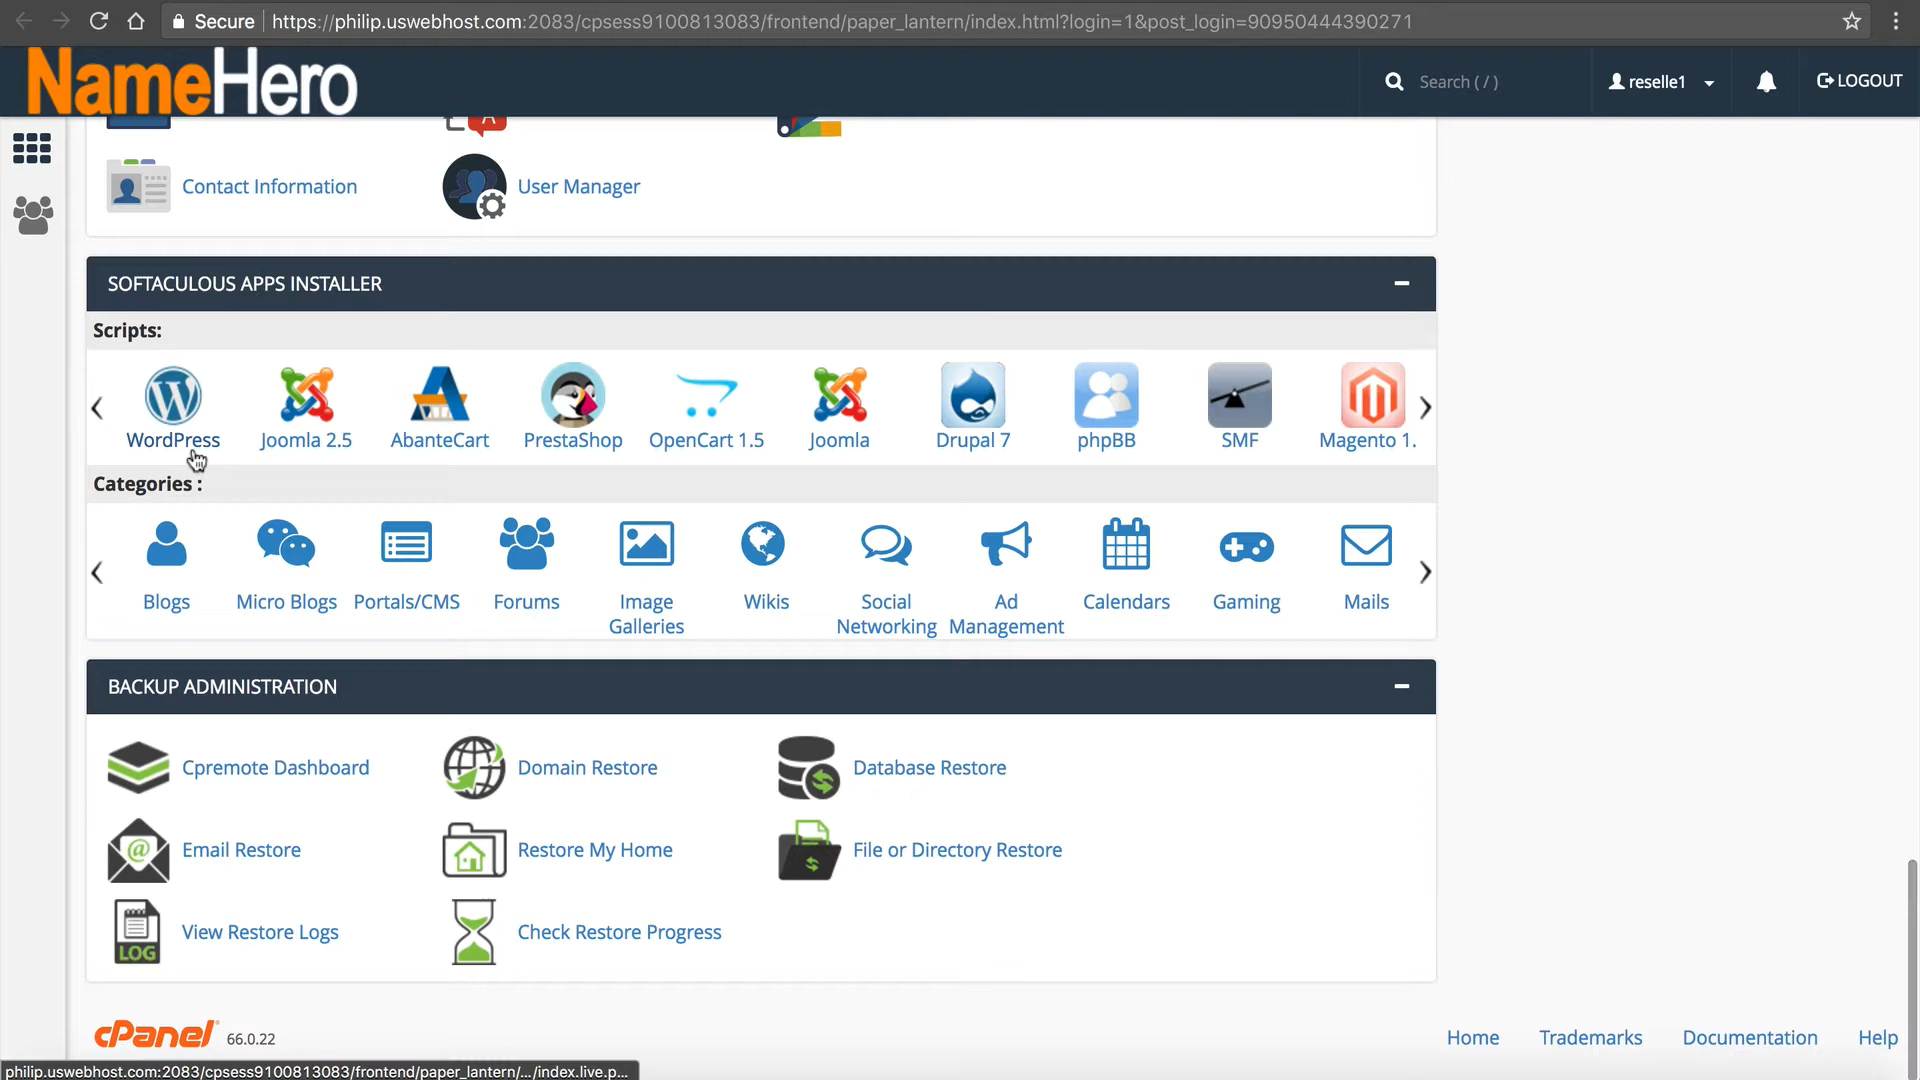 Secure https://philip.uswebhost.com:2083/cpsess9100813083/frontend/paper_lantern/index.html?login=1&post_login=90950444390271
NameHero
Search ( / )
reselle1
LOGOUT
A
Contact Information
User Manager
SOFTACULOUS APPS INSTALLER
Scripts:
WordPress Joomla 2.5 AbanteCart PrestaShop OpenCart 1.5 Joomla Drupal 7 phpBB SMF Magento 1.
Categories :
Blogs Micro Blogs Portals/CMS Forums Image Galleries Wikis Social Networking Ad Management Calendars Gaming Mails
BACKUP ADMINISTRATION
Cpremote Dashboard Domain Restore Database Restore
@ Email Restore Restore My Home File or Directory Restore
LOG View Restore Logs Check Restore Progress
cPanel 66.0.22
Home Trademarks Documentation Help
philip.uswebhost.com:2083/cpsess9100813083/frontend/paper_lantern/.../index.live.p...